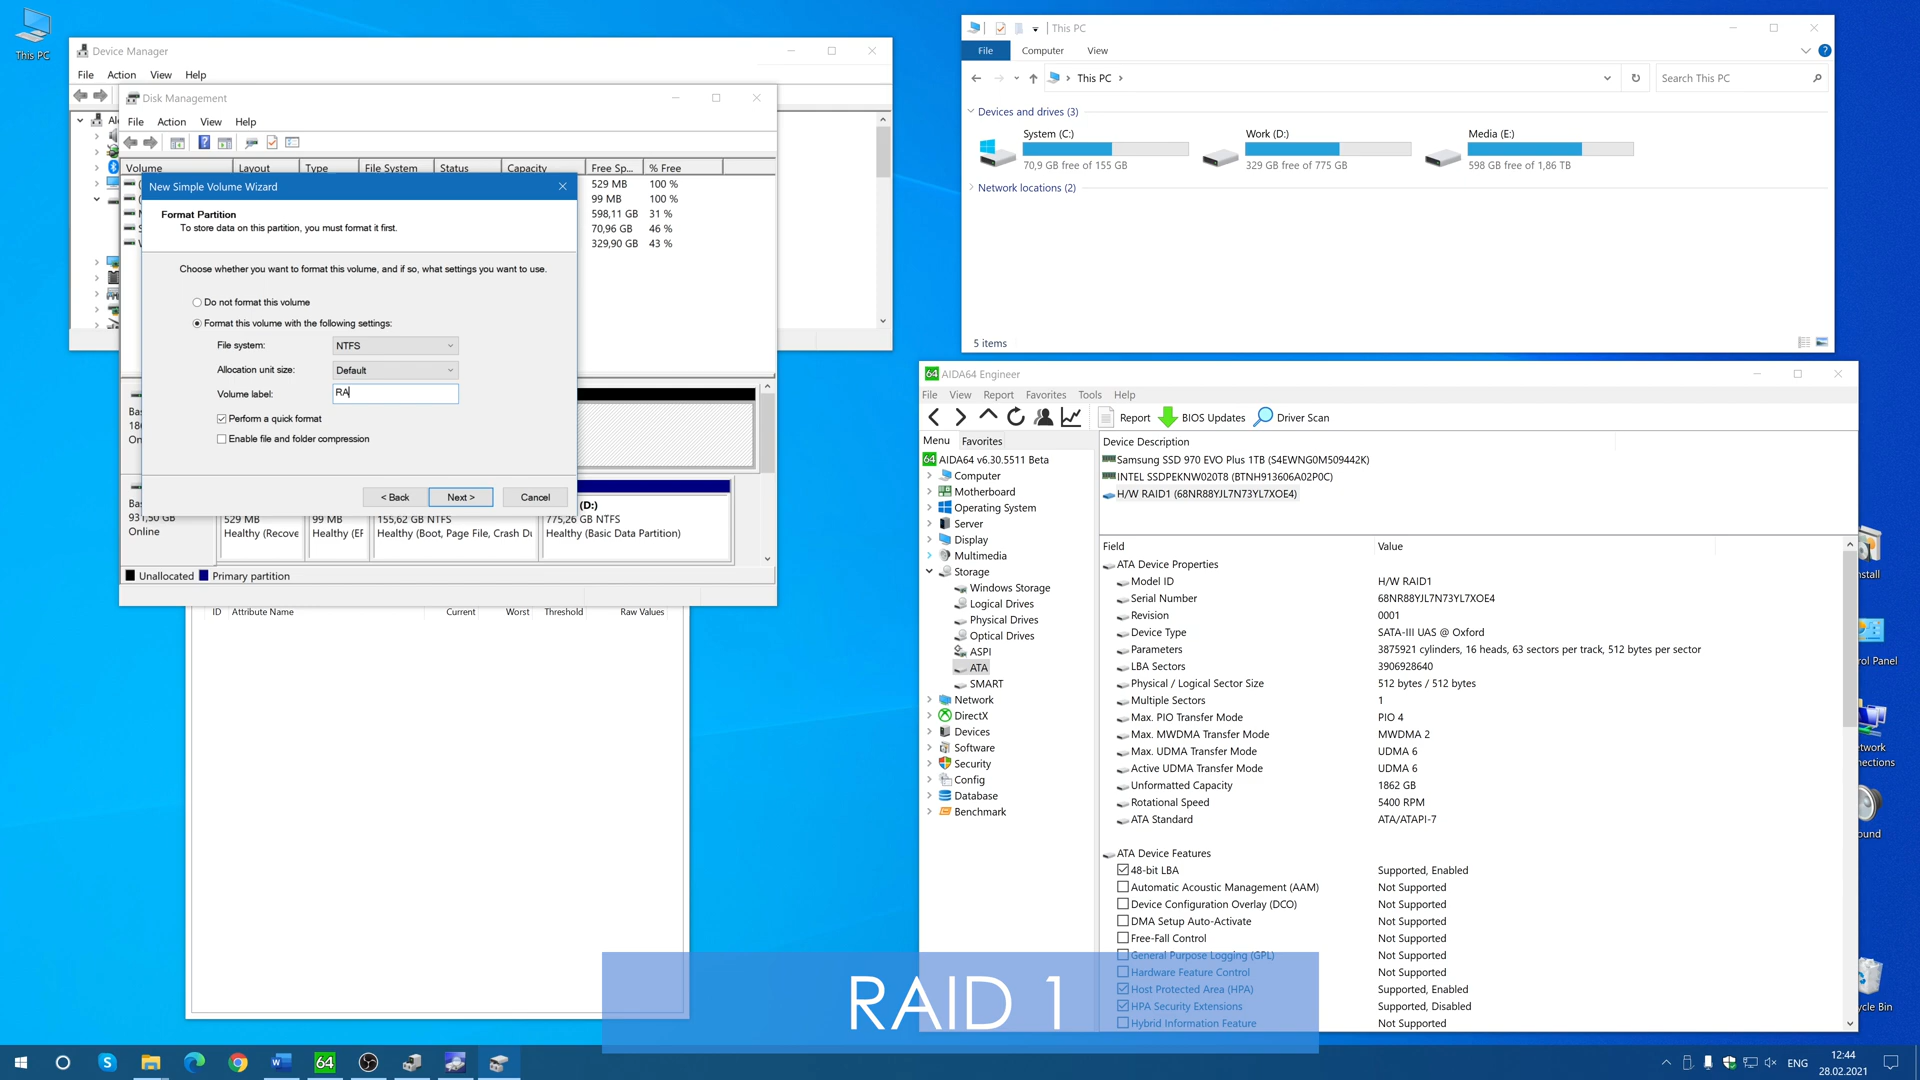 This PC
Device Manager
File Action View Help
Disk Management
File Action View Help
Volume Layout Type File System Status Capacity Free Sp... % Free
529 MB 100 %
99 MB 100 %
598,11 GB 31 %
70,96 GB 46 %
329,90 GB 43 %
New Simple Volume Wizard
Format Partition
To store data on this partition, you must format it first.
Choose whether you want to format this volume, and if so, what settings you want to use.
Do not format this volume
Format this volume with the following settings:
File system: NTFS
Allocation unit size: Default
Volume label: RA
Perform a quick format
Enable file and folder compression
< Back Next > Cancel
931,50 GB
Online
529 MB
Healthy (Recove
99 MB
Healthy (EF
155,62 GB NTFS
Healthy (Boot, Page File, Crash Du
(D:)
775,26 GB NTFS
Healthy (Basic Data Partition)
Unallocated Primary partition
ID Attribute Name Current Worst Threshold Raw Values
This PC
File Computer View
This PC
Search This PC
Devices and drives (3)
System (C:)
70,9 GB free of 155 GB
Work (D:)
329 GB free of 775 GB
Media (E:)
598 GB free of 1,86 TB
Network locations (2)
5 items
64 AIDA64 Engineer
File View Report Favorites Tools Help
Report BIOS Updates Driver Scan
Menu Favorites
64 AIDA64 v6.30.5511 Beta
Computer
Motherboard
Operating System
Server
Display
Multimedia
Storage
Windows Storage
Logical Drives
Physical Drives
Optical Drives
ASPI
ATA
SMART
Network
DirectX
Devices
Software
Security
Config
Database
Benchmark
Device Description
Samsung SSD 970 EVO Plus 1TB (S4EWNG0M509442K)
INTEL SSDPEKNW020T8 (BTNH913606A02P0C)
H/W RAID1 (68NR88YJL7N73YL7XOE4)
Field Value
ATA Device Properties
Model ID H/W RAID1
Serial Number 68NR88YJL7N73YL7XOE4
Revision 0001
Device Type SATA-III UAS @ Oxford
Parameters 3875921 cylinders, 16 heads, 63 sectors per track, 512 bytes per sector
LBA Sectors 3906928640
Physical / Logical Sector Size 512 bytes / 512 bytes
Multiple Sectors 1
Max. PIO Transfer Mode PIO 4
Max. MWDMA Transfer Mode MWDMA 2
Max. UDMA Transfer Mode UDMA 6
Active UDMA Transfer Mode UDMA 6
Unformatted Capacity 1862 GB
Rotational Speed 5400 RPM
ATA Standard ATA/ATAPI-7
ATA Device Features
48-bit LBA Supported, Enabled
Automatic Acoustic Management (AAM) Not Supported
Device Configuration Overlay (DCO) Not Supported
DMA Setup Auto-Activate Not Supported
Free-Fall Control Not Supported
General Purpose Logging (GPL) Not Supported
Hardware Feature Control Not Supported
Host Protected Area (HPA) Supported, Enabled
HPA Security Extensions Supported, Disabled
Hybrid Information Feature Not Supported
RAID 1
64
ENG
12:44
28.02.2021